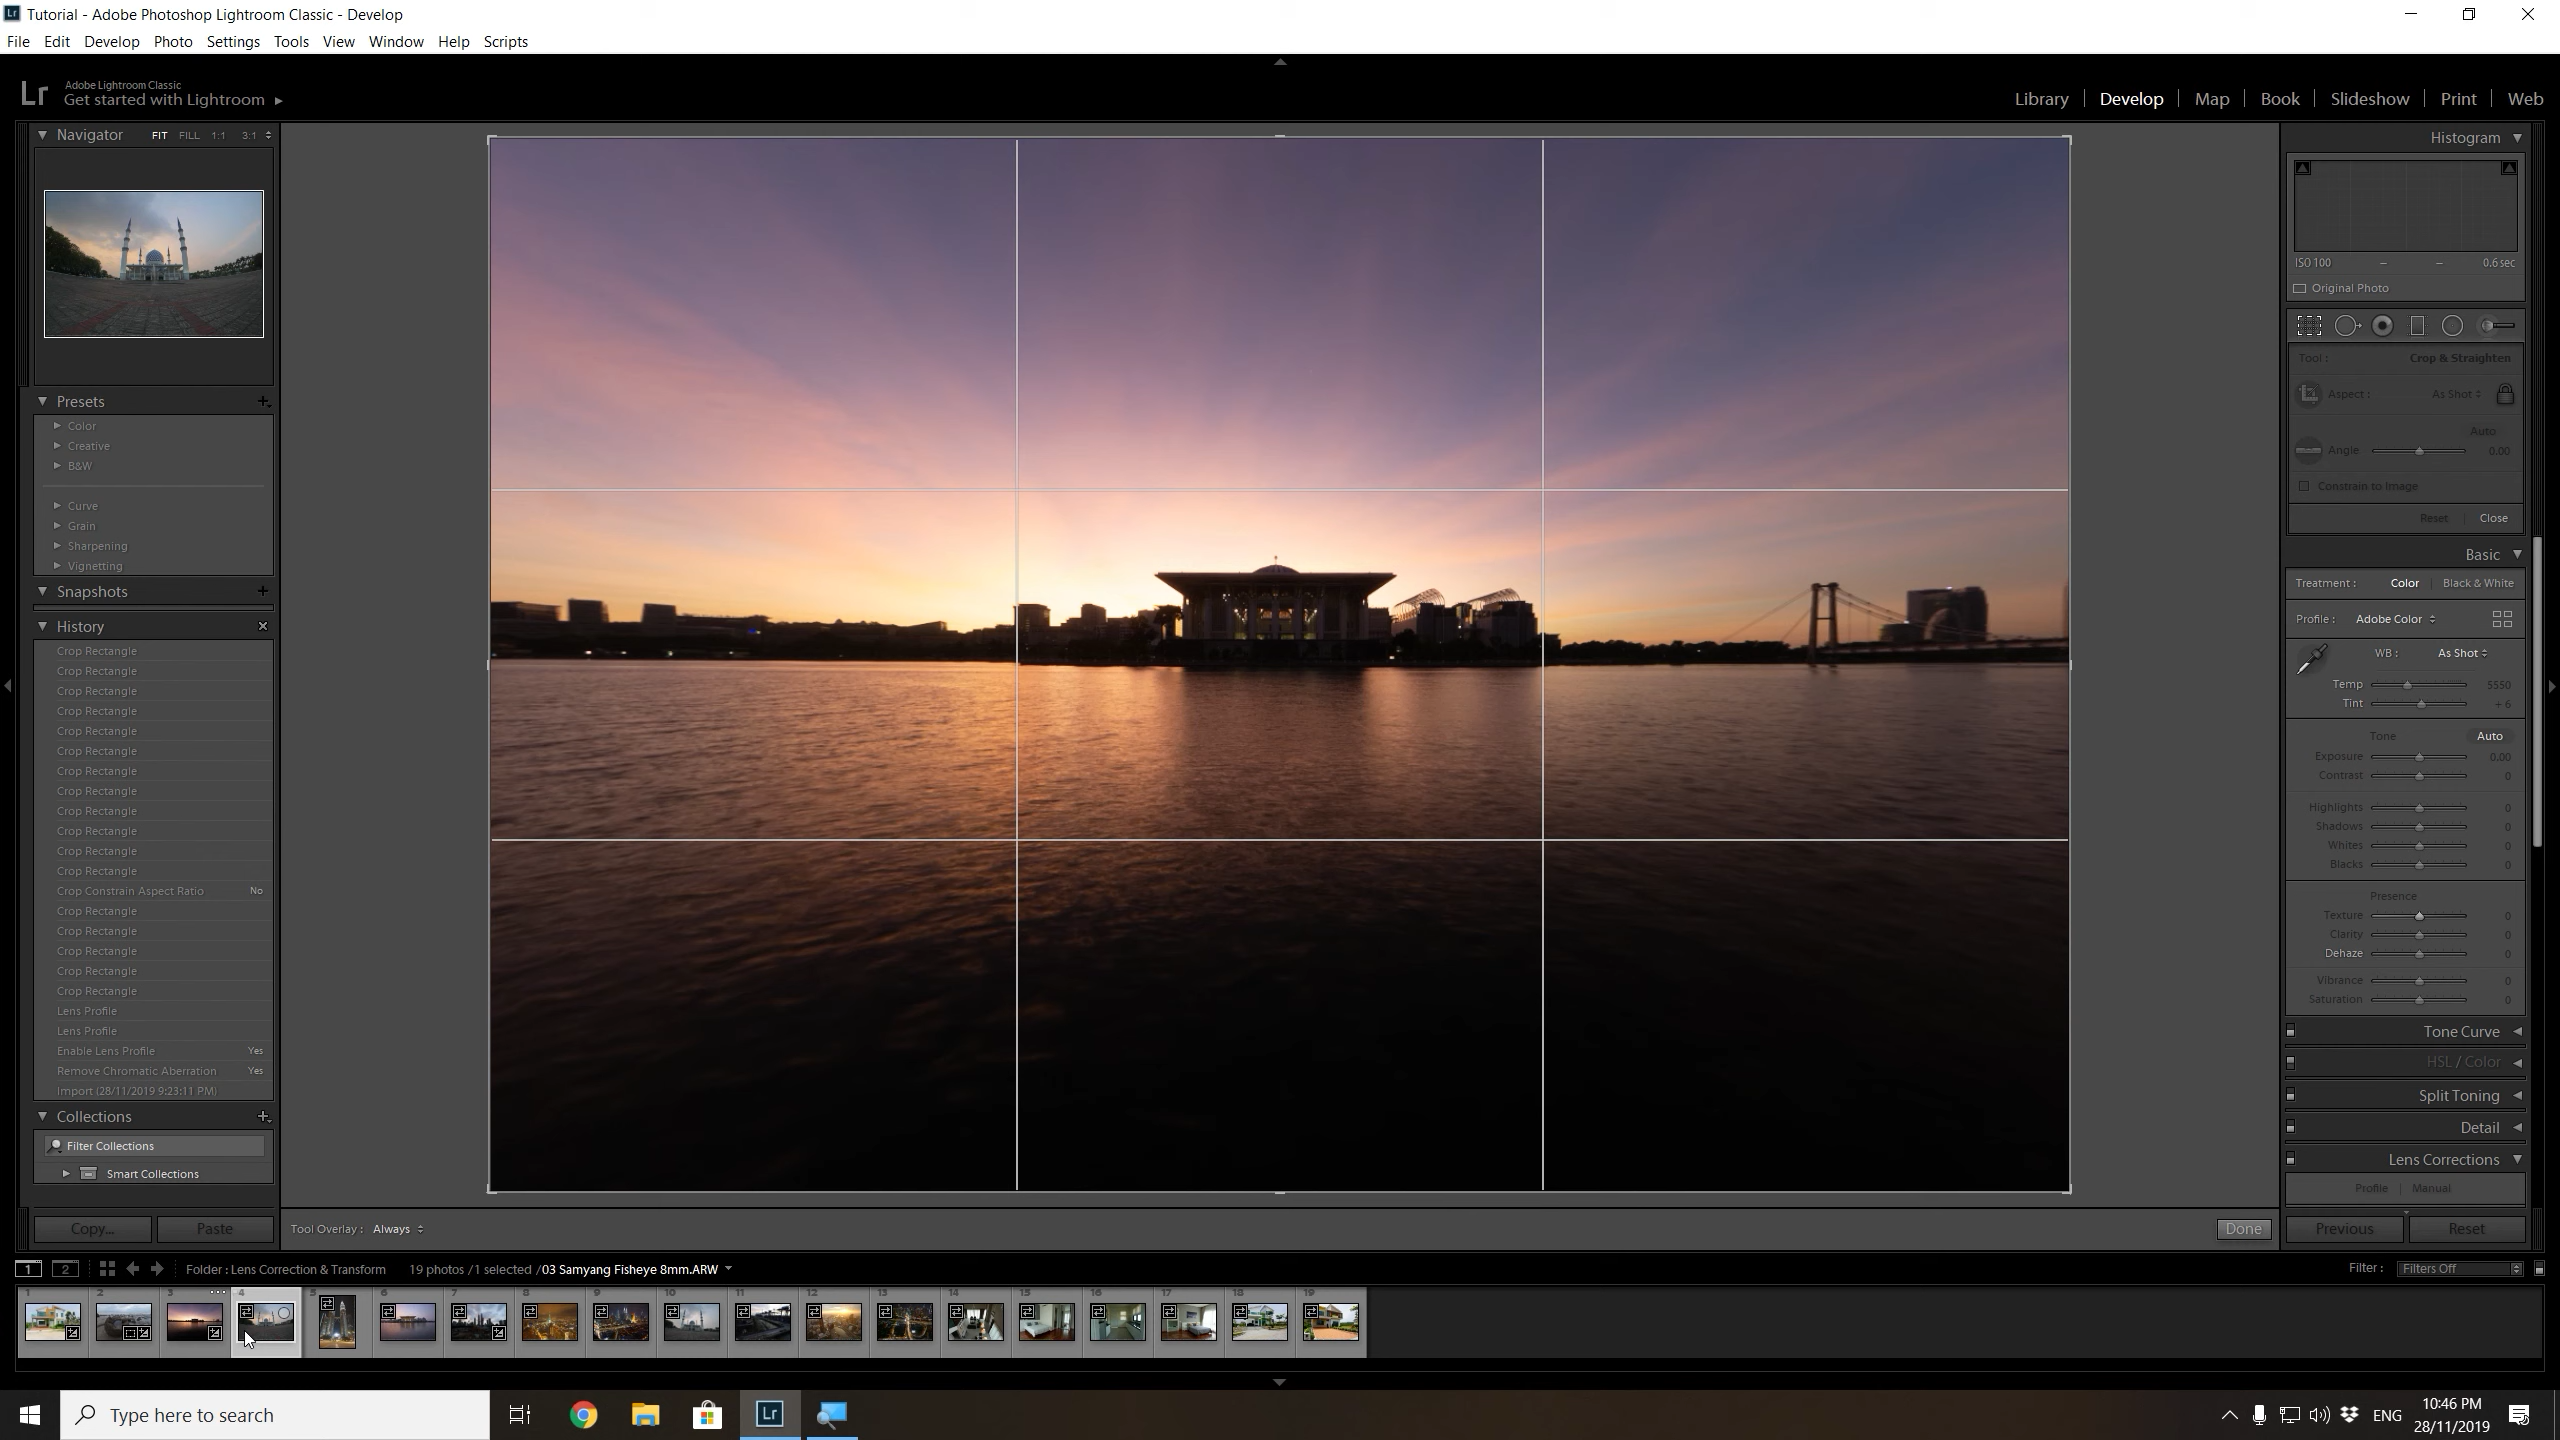 Tutorial - Adobe Photoshop Lightroom Classic - Develop
File Edit Develop Photo Settings Tools View Window Help Scripts
Lr
Adobe Lightroom Classic
Get started with Lightroom
Library Develop Map Book Slideshow Print Web
Navigator FIT FILL 1:1 3:1
Presets
Color
Creative
B&W
Curve
Grain
Sharpening
Vignetting
Snapshots
History
Crop Rectangle
Crop Rectangle
Crop Rectangle
Crop Rectangle
Crop Rectangle
Crop Rectangle
Crop Rectangle
Crop Rectangle
Crop Rectangle
Crop Rectangle
Crop Rectangle
Crop Rectangle
Crop Constrain Aspect Ratio No
Crop Rectangle
Crop Rectangle
Crop Rectangle
Crop Rectangle
Crop Rectangle
Lens Profile
Lens Profile
Enable Lens Profile Yes
Remove Chromatic Aberration Yes
Import (28/11/2019 9:23:11 PM)
Collections
Filter Collections
Smart Collections
Copy... Paste
Tool Overlay : Always
Done
Histogram
ISO 100 – – 0.6 sec
Original Photo
Tool : Crop & Straighten
Aspect : As Shot
Auto
Angle 0.00
Constrain to Image
Reset Close
Basic
Treatment : Color Black & White
Profile : Adobe Color
WB : As Shot
Temp 5550
Tint + 6
Tone Auto
Exposure 0.00
Contrast 0
Highlights 0
Shadows 0
Whites 0
Blacks 0
Presence
Texture 0
Clarity 0
Dehaze 0
Vibrance 0
Saturation 0
Tone Curve
HSL / Color
Split Toning
Detail
Lens Corrections
Profile Manual
Previous Reset
1 2 Folder : Lens Correction & Transform 19 photos / 1 selected / 03 Samyang Fisheye 8mm.ARW
Filter : Filters Off
1 2 3 4 5 6 7 8 9 10 11 12 13 14 15 16 17 18 19
Type here to search
Lr
ENG
10:46 PM
28/11/2019